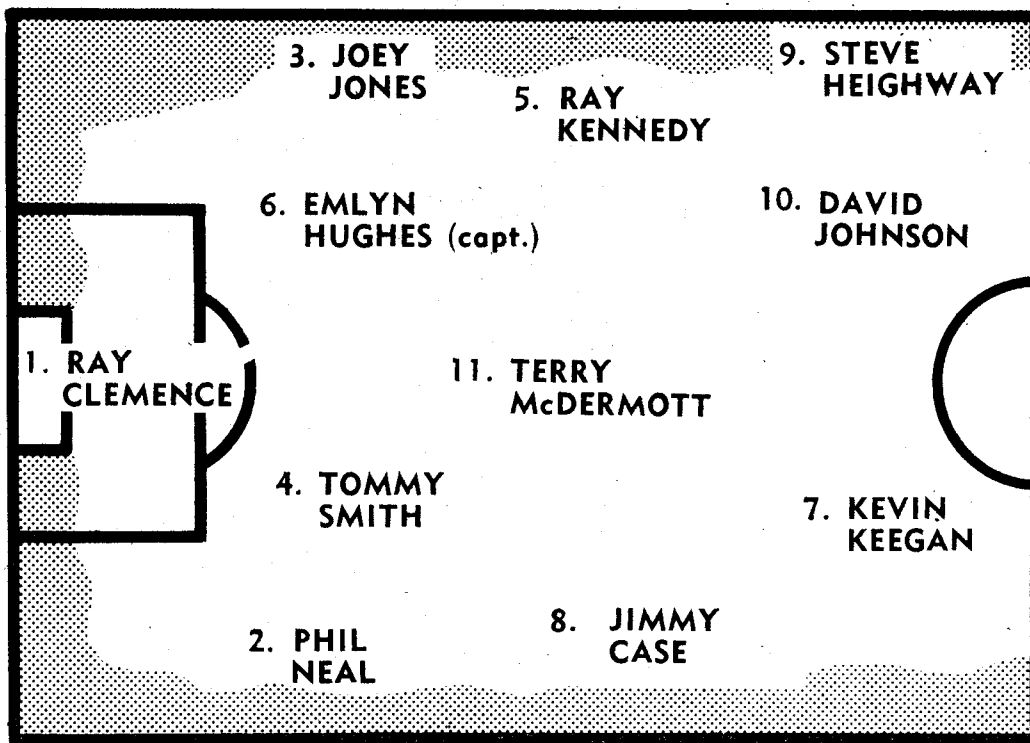 3. JOEY
JONES
9. STEVE
HEIGHWAY
5. RAY
KENNEDY
6. EMLYN
HUGHES (capt.)
10. DAVID
JOHNSON
1. RAY
CLEMENCE
11. TERRY
McDERMOTT
4. TOMMY
SMITH
7. KEVIN
KEEGAN
2. PHIL
NEAL
8. JIMMY
CASE